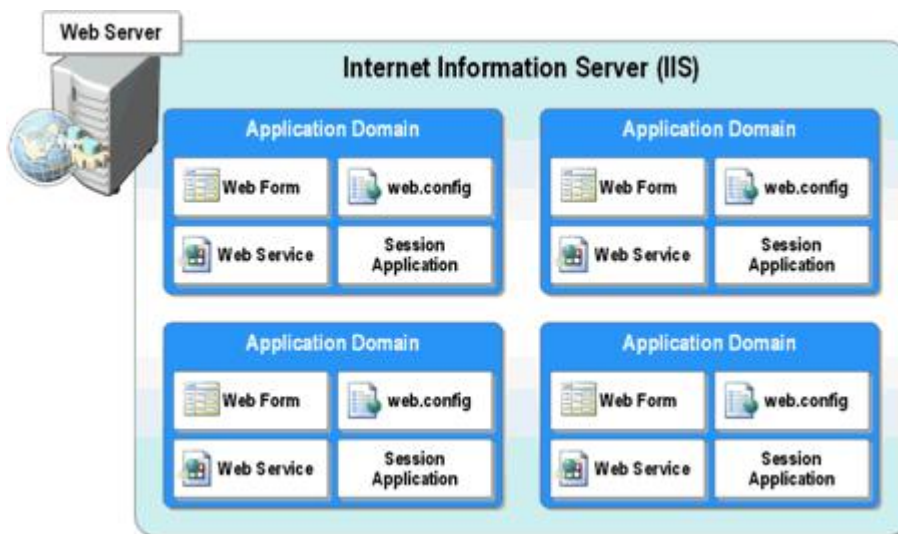 Web Server
Internet Information Server (IIS)
Application Domain
Web Form
web.config
Web Service
Session
Application
Application Domain
Web Form
web.config
Web Service
Session
Application
Application Domain
Web Form
web.config
Web Service
Session
Application
Application Domain
Web Form
web.config
Web Service
Session
Application